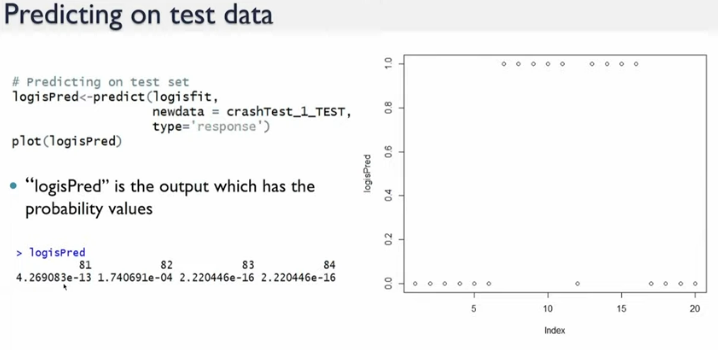 Predicting on test data
# Predicting on test set
logisPred<-predict(logisfit,
newdata = crashTest_1_TEST,
type='response')
plot(logisPred)
• “logisPred” is the output which has the
probability values
> logisPred
81 82 83 84
4.269083e-13 1.740691e-04 2.220446e-16 2.220446e-16
logisPred
1.0
0.8
0.6
0.4
0.2
0.0
5 10 15 20
Index